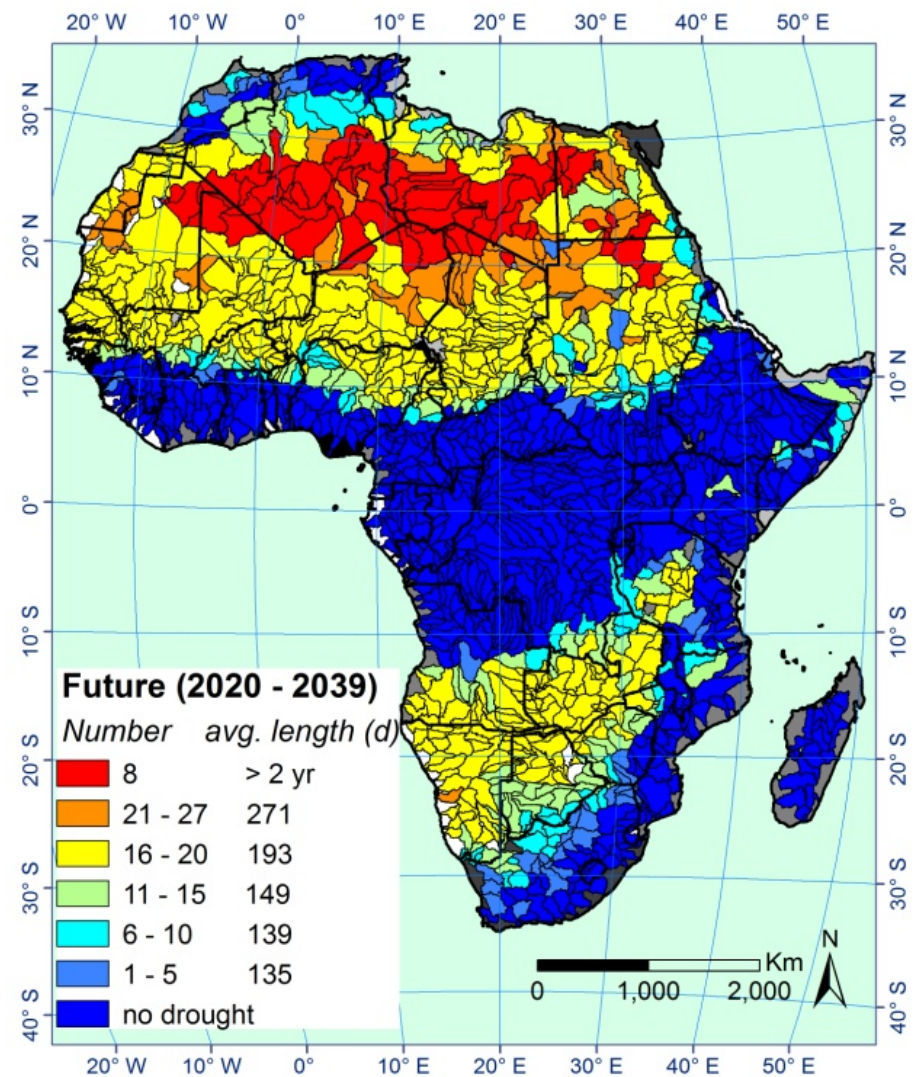 20° W 10° W 0° 10° E 20° E 30° E 40° E 50° E
30° N 30° N
20° N 20° N
10° N 10° N
0° 0°
10° S 10° S
20° S 20° S
30° S 30° S
40° S 40° S
Future (2020 - 2039)
Number avg. length (d)
8 > 2 yr
21 - 27 271
16 - 20 193
11 - 15 149
6 - 10 139
1 - 5 135
no drought
Km
0 1,000 2,000
N
20° W 10° W 0° 10° E 20° E 30° E 40° E 50° E